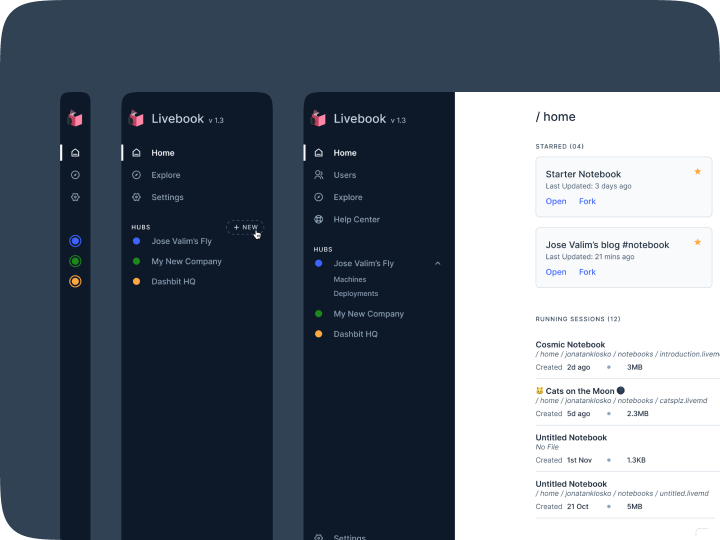 Livebook v 1.3
Home
Explore
Settings
HUBS
+ NEW
Jose Valim's Fly
My New Company
Dashbit HQ
Livebook v 1.3
Home
Users
Explore
Help Center
HUBS
Jose Valim's Fly
Machines
Deployments
My New Company
Dashbit HQ
Settings
/ home
STARRED (04)
Starter Notebook
Last Updated: 3 days ago
Open Fork
Jose Valim's blog #notebook
Last Updated: 21 mins ago
Open Fork
RUNNING SESSIONS (12)
Cosmic Notebook
/ home / jonatanklosko / notebooks / introduction.livem
Created 2d ago • 3MB
🐱 Cats on the Moon 🌚
/ home / jonatanklosko / notebooks / catsplz.livemd
Created 5d ago • 2.3MB
Untitled Notebook
No File
Created 1st Nov • 1.3KB
Untitled Notebook
/ home / jonatanklosko / notebooks / untitled.livemd
Created 21 Oct • 5MB